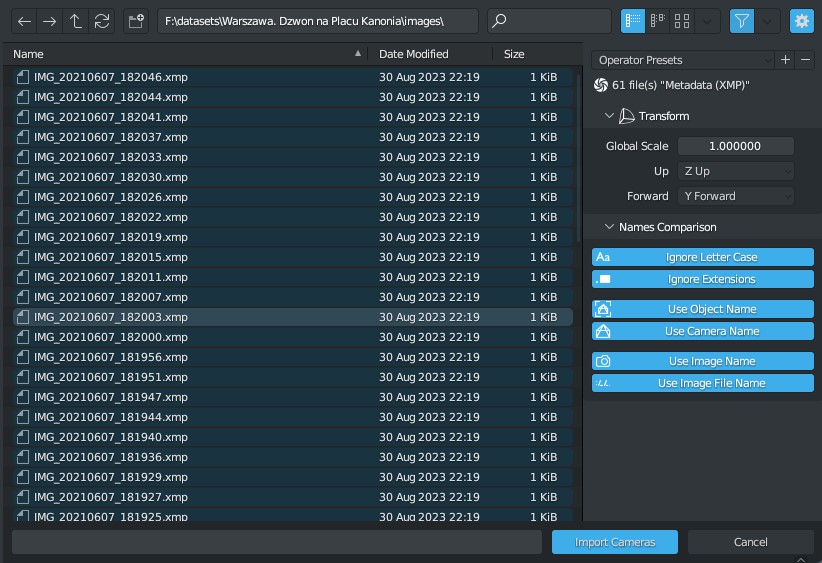 F:\datasets\Warszawa. Dzwon na Placu Kanonia\images\
Name Date Modified Size
IMG_20210607_182046.xmp 30 Aug 2023 22:19 1 KiB
IMG_20210607_182044.xmp 30 Aug 2023 22:19 1 KiB
IMG_20210607_182041.xmp 30 Aug 2023 22:19 1 KiB
IMG_20210607_182037.xmp 30 Aug 2023 22:19 1 KiB
IMG_20210607_182033.xmp 30 Aug 2023 22:19 1 KiB
IMG_20210607_182030.xmp 30 Aug 2023 22:19 1 KiB
IMG_20210607_182026.xmp 30 Aug 2023 22:19 1 KiB
IMG_20210607_182022.xmp 30 Aug 2023 22:19 1 KiB
IMG_20210607_182019.xmp 30 Aug 2023 22:19 1 KiB
IMG_20210607_182015.xmp 30 Aug 2023 22:19 1 KiB
IMG_20210607_182011.xmp 30 Aug 2023 22:19 1 KiB
IMG_20210607_182007.xmp 30 Aug 2023 22:19 1 KiB
IMG_20210607_182003.xmp 30 Aug 2023 22:19 1 KiB
IMG_20210607_182000.xmp 30 Aug 2023 22:19 1 KiB
IMG_20210607_181956.xmp 30 Aug 2023 22:19 1 KiB
IMG_20210607_181951.xmp 30 Aug 2023 22:19 1 KiB
IMG_20210607_181947.xmp 30 Aug 2023 22:19 1 KiB
IMG_20210607_181944.xmp 30 Aug 2023 22:19 1 KiB
IMG_20210607_181940.xmp 30 Aug 2023 22:19 1 KiB
IMG_20210607_181936.xmp 30 Aug 2023 22:19 1 KiB
IMG_20210607_181929.xmp 30 Aug 2023 22:19 1 KiB
IMG_20210607_181927.xmp 30 Aug 2023 22:19 1 KiB
IMG_20210607_181925.xmp 30 Aug 2023 22:19 1 KiB
Operator Presets
61 file(s) "Metadata (XMP)"
Transform
Global Scale 1.000000
Up Z Up
Forward Y Forward
Names Comparison
Aa Ignore Letter Case
Ignore Extensions
Use Object Name
Use Camera Name
Use Image Name
Use Image File Name
Import Cameras Cancel